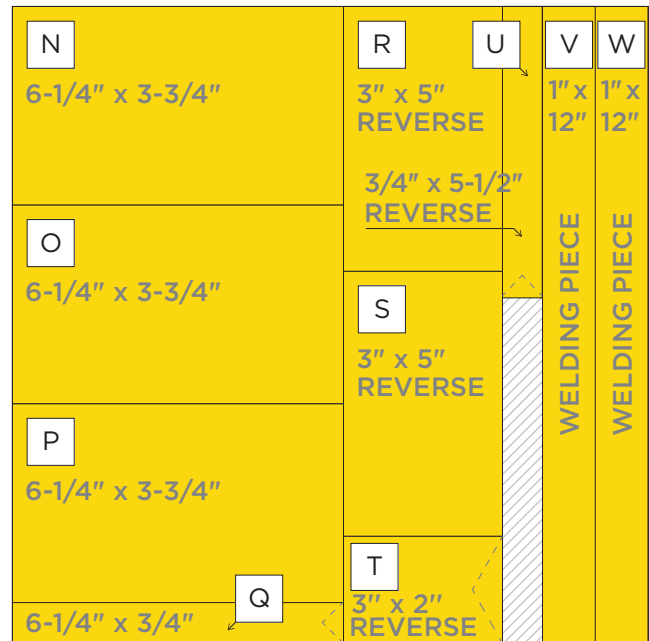 N
6-1/4" x 3-3/4"
O
6-1/4" x 3-3/4"
P
6-1/4" x 3-3/4"
Q
6-1/4" x 3/4"
R
3" x 5"
REVERSE
U
3/4" x 5-1/2"
REVERSE
S
3" x 5"
REVERSE
T
3" x 2"
REVERSE
V
1" x
12"
WELDING PIECE
W
1" x
12"
WELDING PIECE